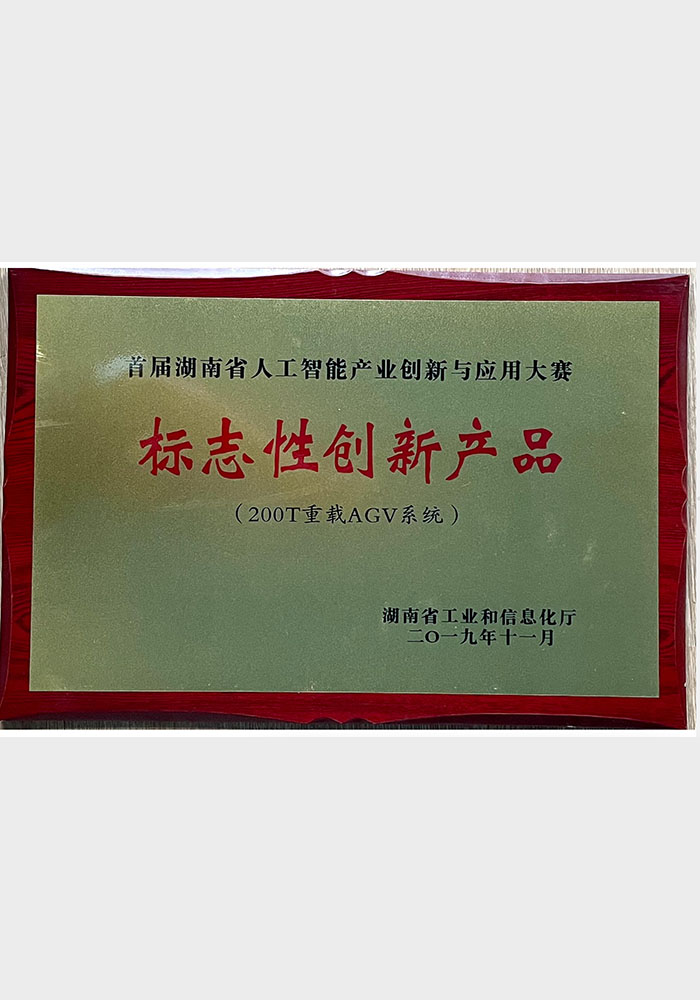 首届湖南省人工智能产业创新与应用大赛
标志性创新产品
（200T重载AGV系统）
湖南省工业和信息化厅
二〇一九年十一月